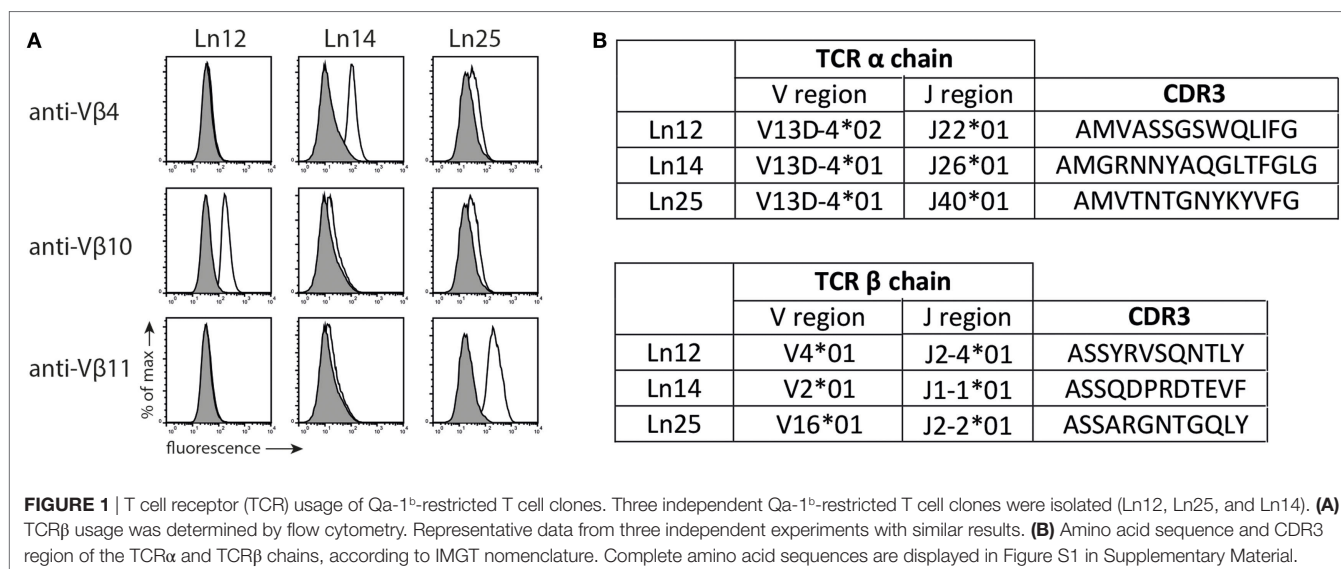 A
Ln12 Ln14 Ln25
anti-Vβ4
anti-Vβ10
anti-Vβ11
% of max
fluorescence
10⁰ 10¹ 10² 10³ 10⁴
B
TCR α chain
V region J region CDR3
Ln12 V13D-4*02 J22*01 AMVASSGSWQLIFG
Ln14 V13D-4*01 J26*01 AMGRNNYAQGLTFGLG
Ln25 V13D-4*01 J40*01 AMVTNTGNYKYVFG
TCR β chain
V region J region CDR3
Ln12 V4*01 J2-4*01 ASSYRVSQNTLY
Ln14 V2*01 J1-1*01 ASSQDPRDTEVF
Ln25 V16*01 J2-2*01 ASSARGNTGQLY
FIGURE 1 | T cell receptor (TCR) usage of Qa-1ᵇ-restricted T cell clones. Three independent Qa-1ᵇ-restricted T cell clones were isolated (Ln12, Ln25, and Ln14). (A)
TCRβ usage was determined by flow cytometry. Representative data from three independent experiments with similar results. (B) Amino acid sequence and CDR3
region of the TCRα and TCRβ chains, according to IMGT nomenclature. Complete amino acid sequences are displayed in Figure S1 in Supplementary Material.